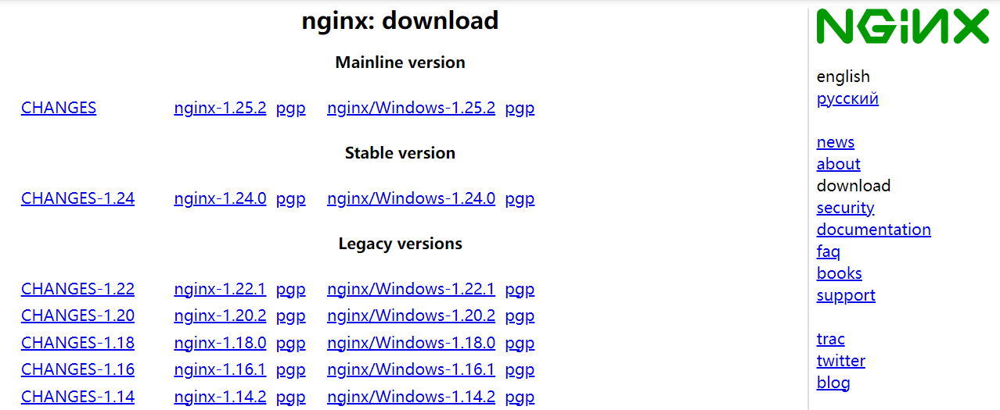 nginx: download
Mainline version
CHANGES nginx-1.25.2 pgp nginx/Windows-1.25.2 pgp
Stable version
CHANGES-1.24 nginx-1.24.0 pgp nginx/Windows-1.24.0 pgp
Legacy versions
CHANGES-1.22 nginx-1.22.1 pgp nginx/Windows-1.22.1 pgp
CHANGES-1.20 nginx-1.20.2 pgp nginx/Windows-1.20.2 pgp
CHANGES-1.18 nginx-1.18.0 pgp nginx/Windows-1.18.0 pgp
CHANGES-1.16 nginx-1.16.1 pgp nginx/Windows-1.16.1 pgp
CHANGES-1.14 nginx-1.14.2 pgp nginx/Windows-1.14.2 pgp
NGINX
english
русский
news
about
download
security
documentation
faq
books
support
trac
twitter
blog